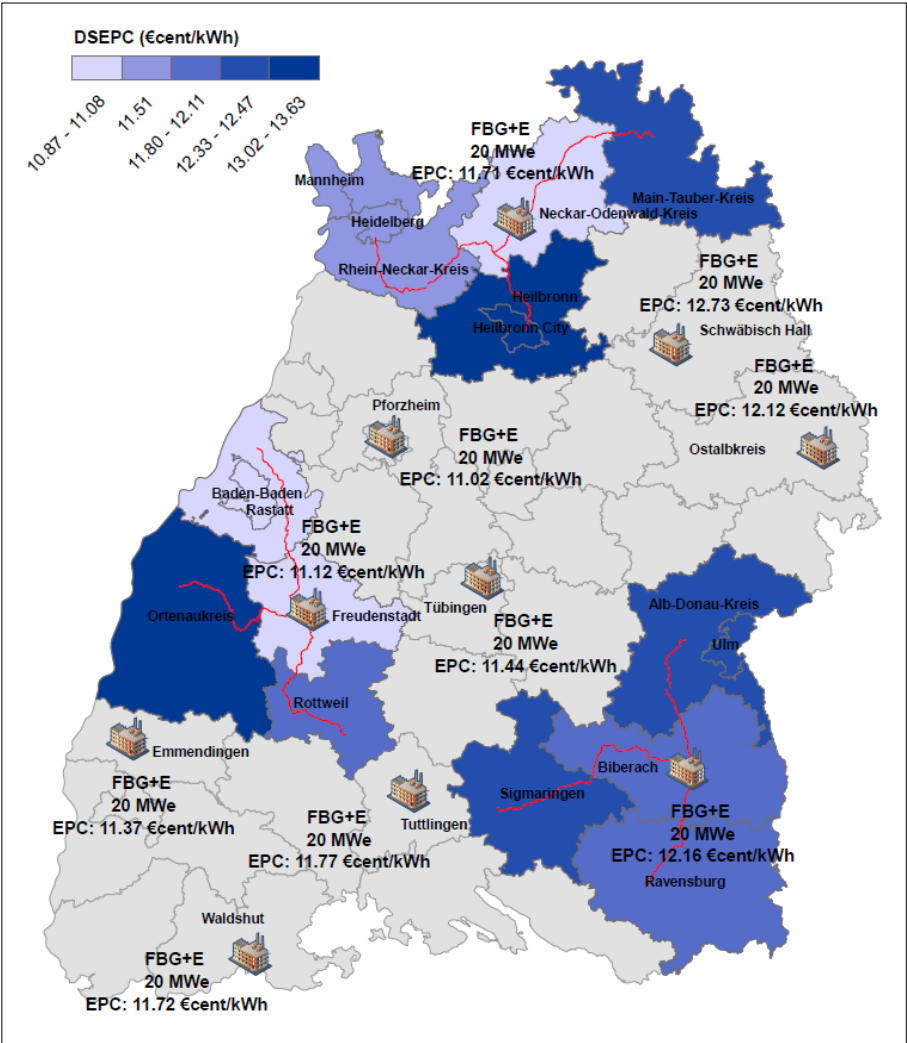 DSEPC (€cent/kWh)
10.87 - 11.08
11.51
11.80 - 12.11
12.33 - 12.47
13.02 - 13.63
FBG+E
20 MWe
EPC: 11.71 €cent/kWh
Mannheim
Main-Tauber-Kreis
Neckar-Odenwald-Kreis
Heidelberg
Rhein-Neckar-Kreis
FBG+E
20 MWe
EPC: 12.73 €cent/kWh
Heilbronn
Heilbronn City
Schwäbisch Hall
FBG+E
20 MWe
EPC: 12.12 €cent/kWh
Pforzheim
FBG+E
20 MWe
EPC: 11.02 €cent/kWh
Ostalbkreis
Baden-Baden
Rastatt
FBG+E
20 MWe
EPC: 11.12 €cent/kWh
Ortenaukreis
Freudenstadt
Tübingen
Alb-Donau-Kreis
FBG+E
20 MWe
EPC: 11.44 €cent/kWh
Ulm
Rottweil
Emmendingen
Biberach
Sigmaringen
FBG+E
20 MWe
EPC: 11.37 €cent/kWh
FBG+E
20 MWe
EPC: 11.77 €cent/kWh
Tuttlingen
FBG+E
20 MWe
EPC: 12.16 €cent/kWh
Ravensburg
Waldshut
FBG+E
20 MWe
EPC: 11.72 €cent/kWh